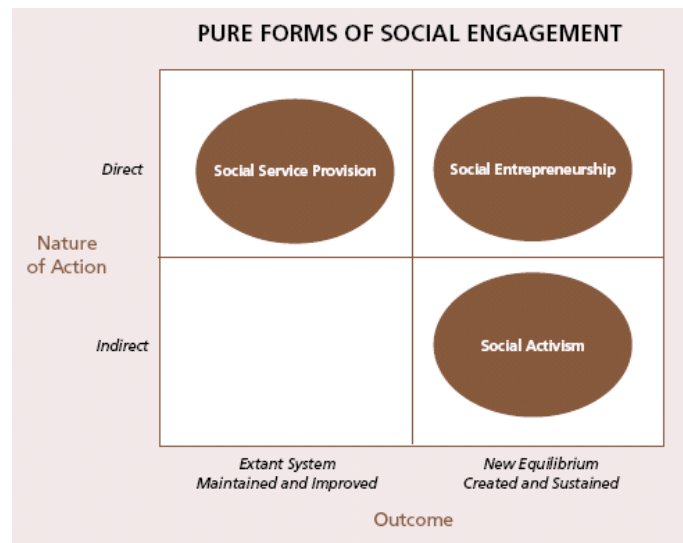 PURE FORMS OF SOCIAL ENGAGEMENT
Direct
Social Service Provision
Social Entrepreneurship
Nature
of Action
Indirect
Social Activism
Extant System
Maintained and Improved
New Equilibrium
Created and Sustained
Outcome